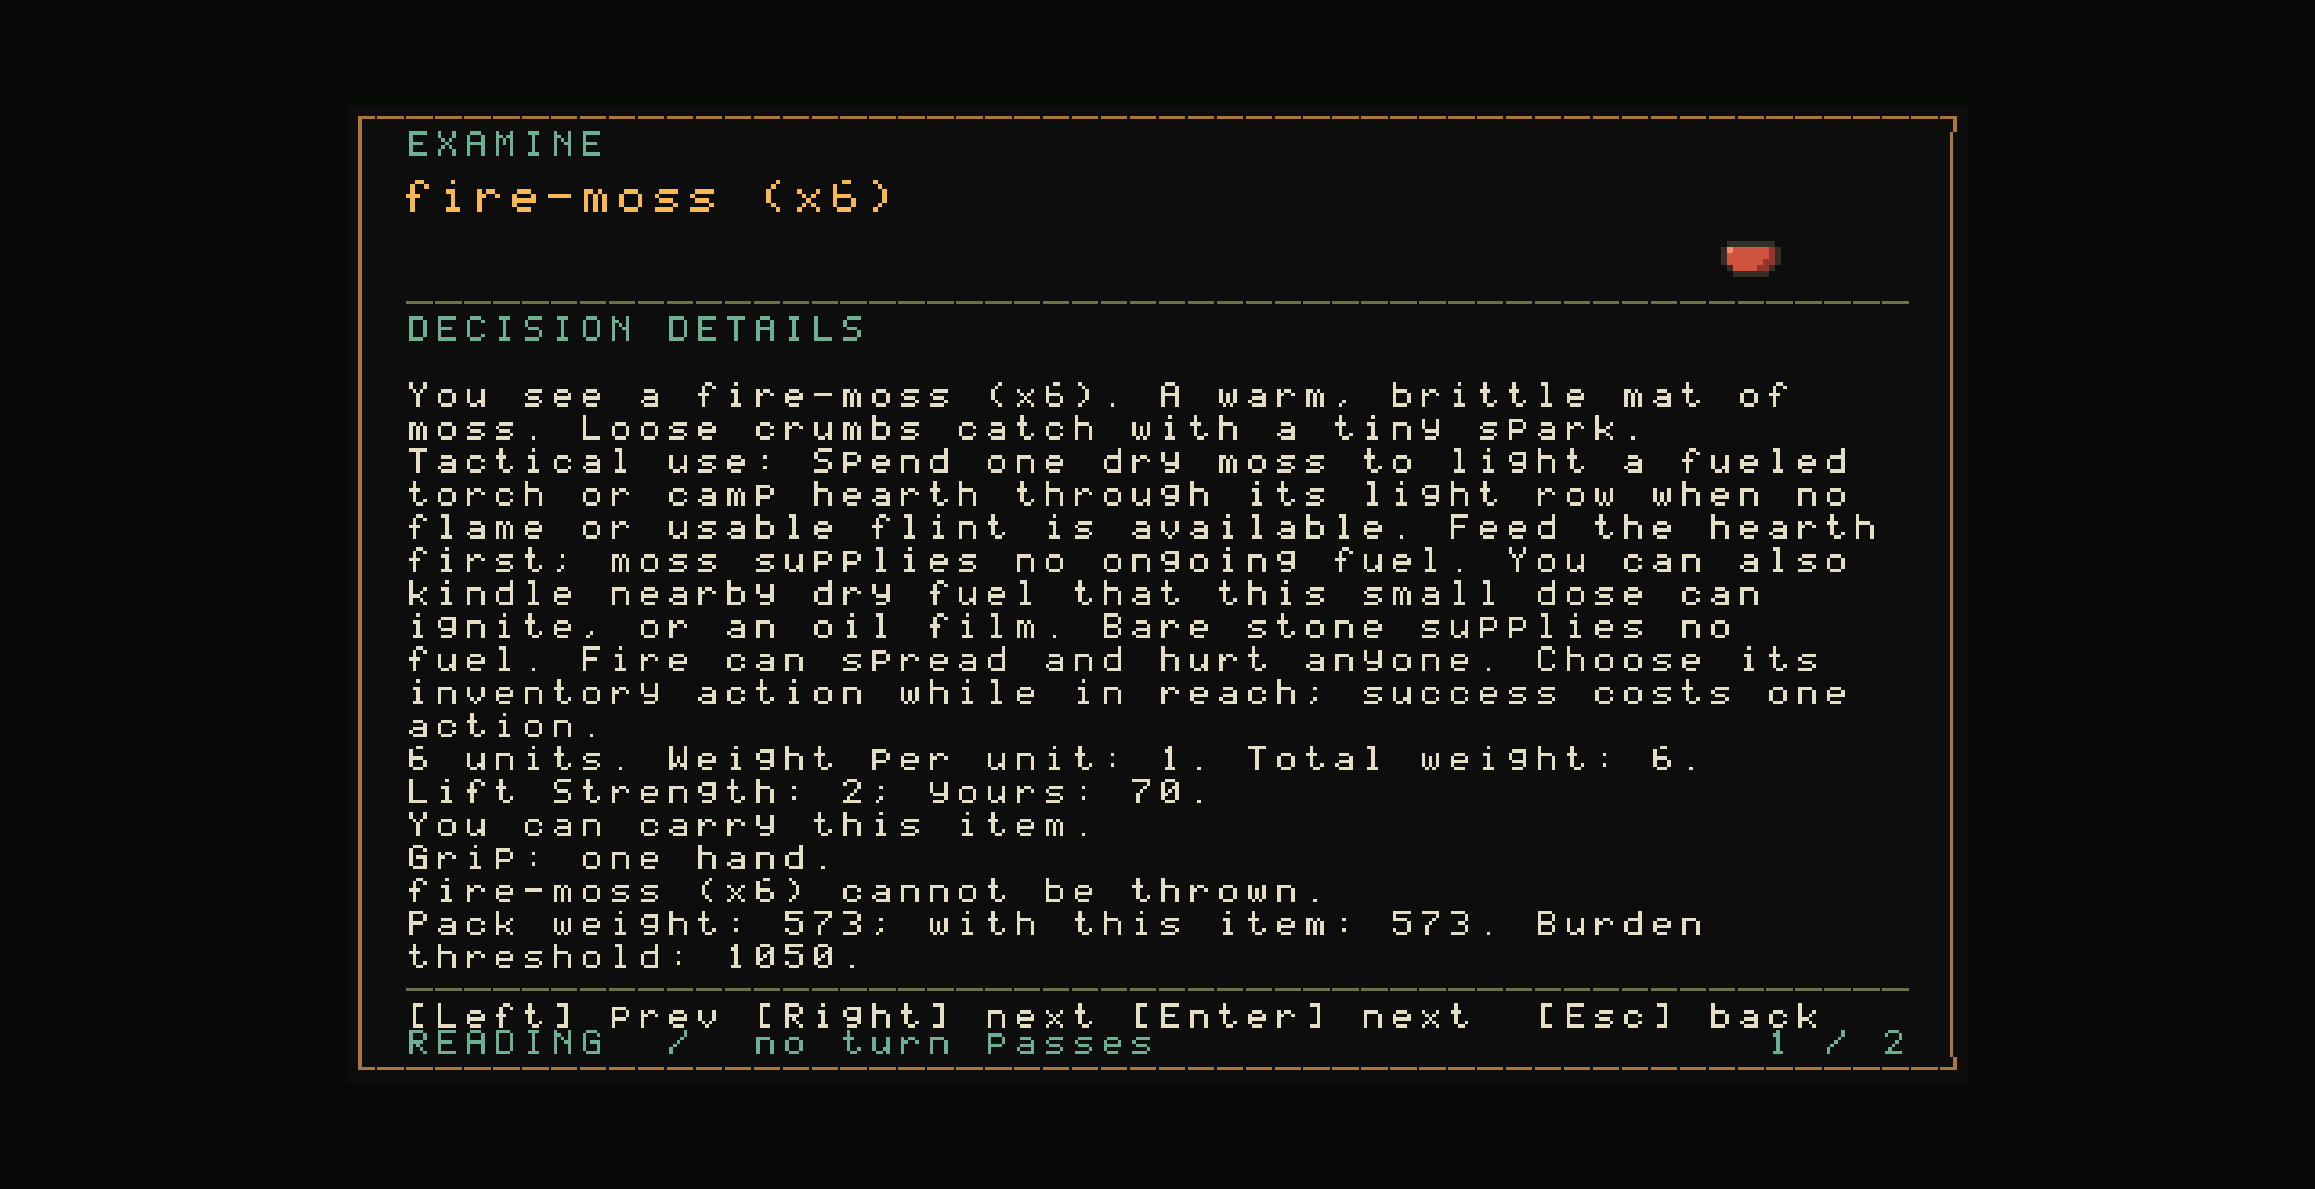 EXAMINE
fire-moss (x6)
DECISION DETAILS
You see a fire-moss (x6). A warm, brittle mat of
moss. Loose crumbs catch with a tiny spark.
Tactical use: Spend one dry moss to light a fueled
torch or camp hearth through its light row when no
flame or usable flint is available. Feed the hearth
first; moss supplies no ongoing fuel. You can also
kindle nearby dry fuel that this small dose can
ignite, or an oil film. Bare stone supplies no
fuel. Fire can spread and hurt anyone. Choose its
inventory action while in reach; success costs one
action.
6 units. Weight per unit: 1. Total weight: 6.
Lift Strength: 2; yours: 70.
You can carry this item.
Grip: one hand.
fire-moss (x6) cannot be thrown.
Pack weight: 573; with this item: 573. Burden
threshold: 1050.
[Left] prev [Right] next [Enter] next [Esc] back
READING / no turn passes 1 / 2